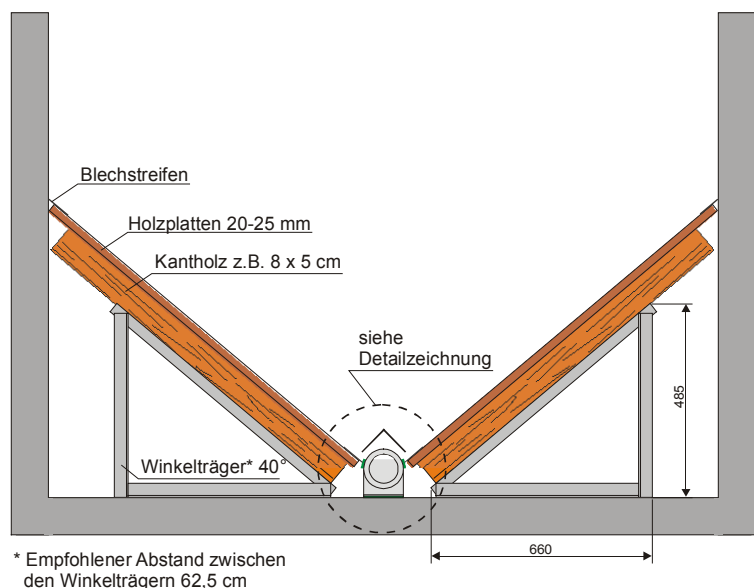 Blechstreifen
Holzplatten 20-25 mm
Kantholz z.B. 8 x 5 cm
siehe
Detailzeichnung
485
Winkelträger* 40°
660
* Empfohlener Abstand zwischen
den Winkelträgern 62,5 cm